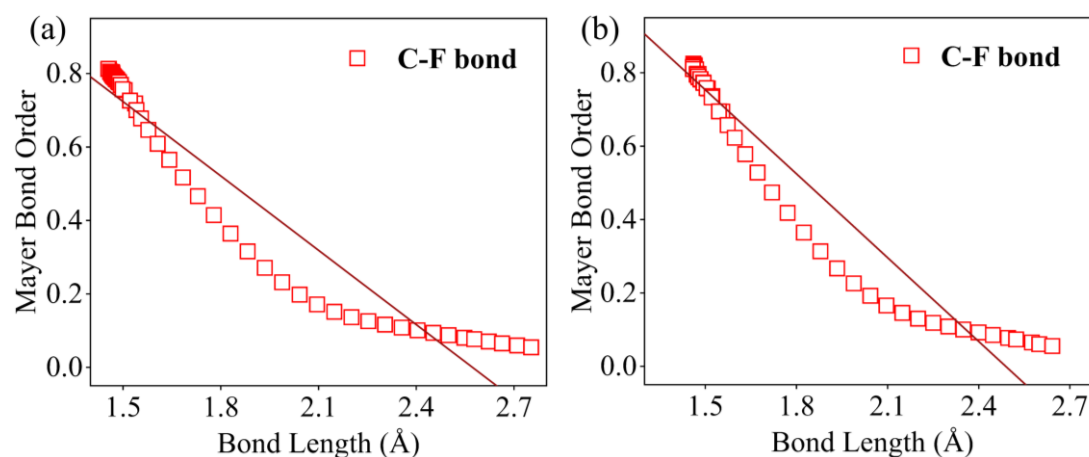 (a)
C-F bond
Mayer Bond Order
0.8
0.6
0.4
0.2
0.0
1.5 1.8 2.1 2.4 2.7
Bond Length (Å)
(b)
C-F bond
Mayer Bond Order
0.8
0.6
0.4
0.2
0.0
1.5 1.8 2.1 2.4 2.7
Bond Length (Å)